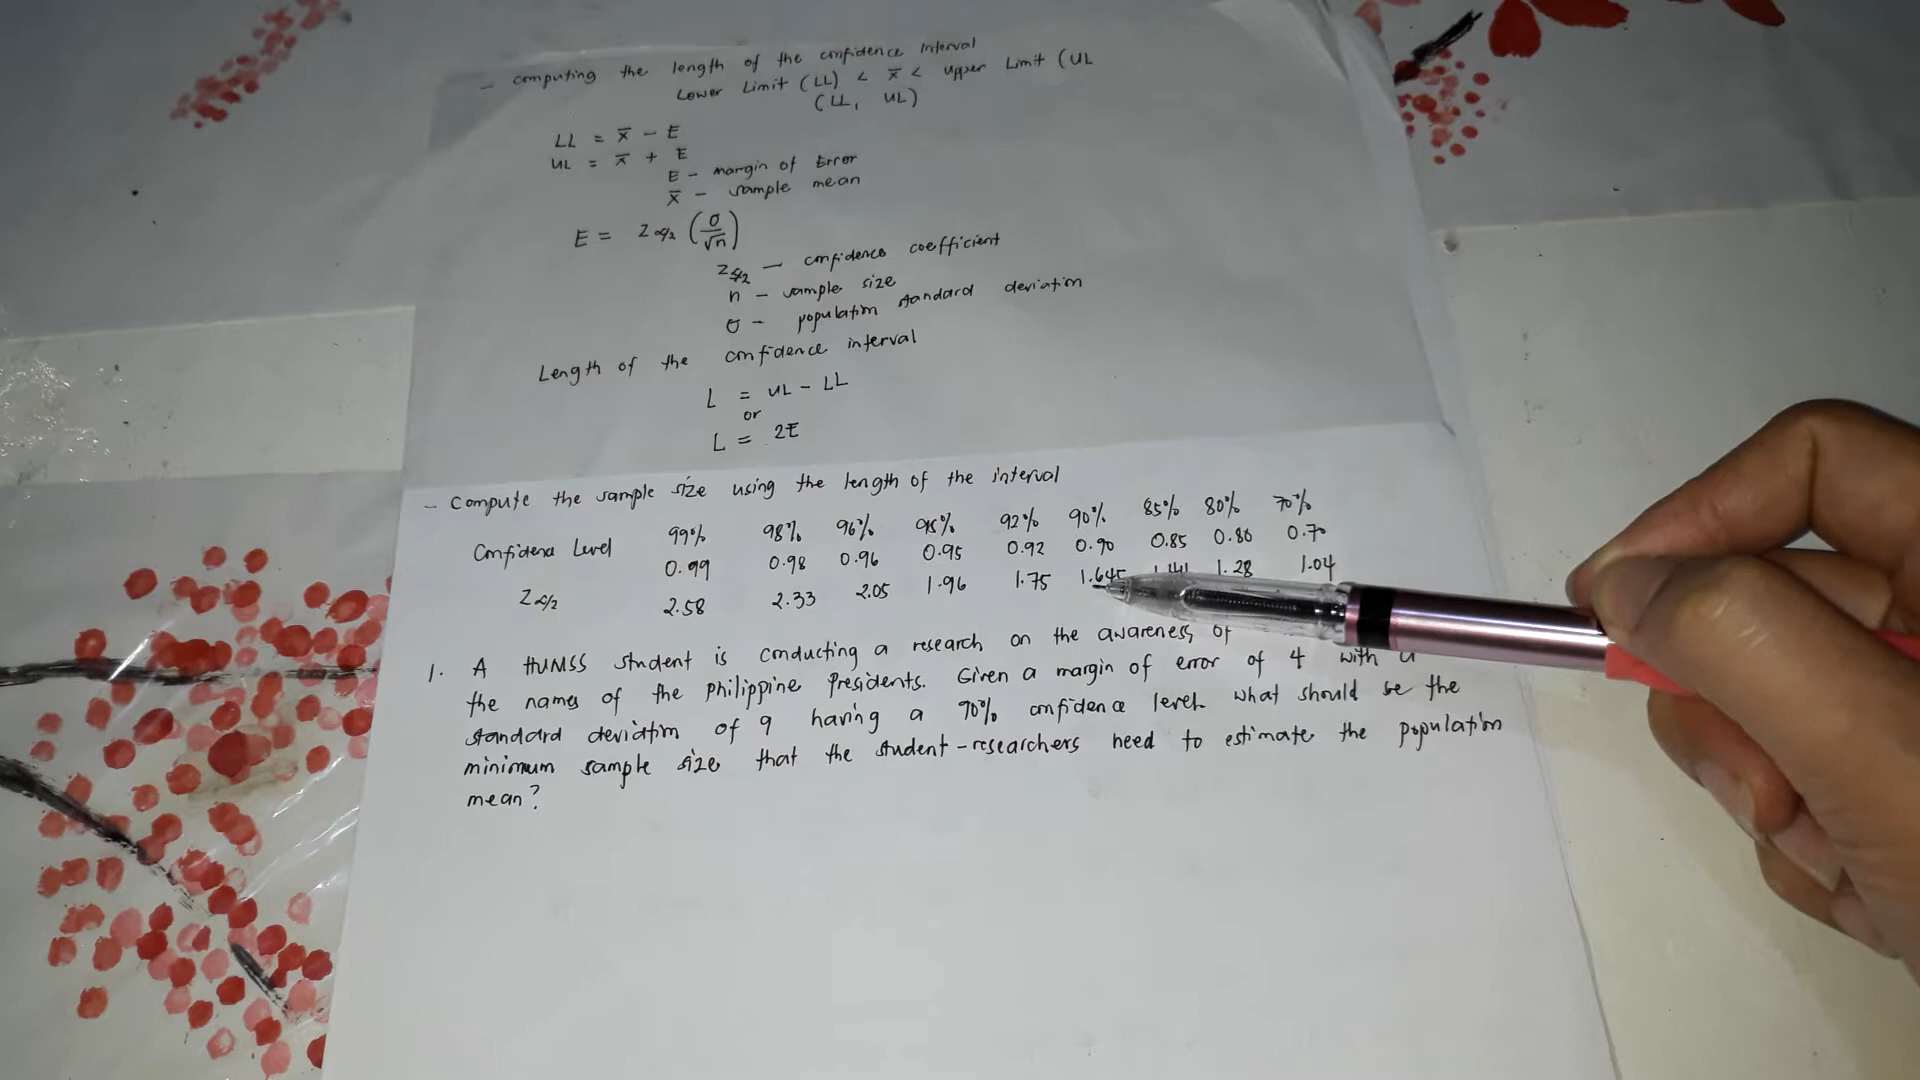 - Computing the length of the confidence interval
Lower Limit (LL) < x̄ < upper Limit (UL
(LL, UL)
LL = x̄ - E
UL = x̄ + E
E - margin of Error
x̄ - sample mean
E = Zα/2 (σ/√n)
Zα/2 - confidence coefficient
n - sample size
σ - population standard deviation
Length of the confidence interval
L = UL - LL
or
L = 2E
- Compute the sample size using the length of the interval
Confidence Level 99% 98% 96% 95% 92% 90% 85% 80% 70%
0.99 0.98 0.96 0.95 0.92 0.90 0.85 0.80 0.70
Zα/2 2.58 2.33 2.05 1.96 1.75 1.645 1.28 1.04
1. A HUMSS student is conducting a research on the awareness of
the names of the Philippine Presidents. Given a margin of error of 4 with a
standard deviation of 9 having a 90% confidence level what should be the
minimum sample size that the student-researchers need to estimate the population
mean?